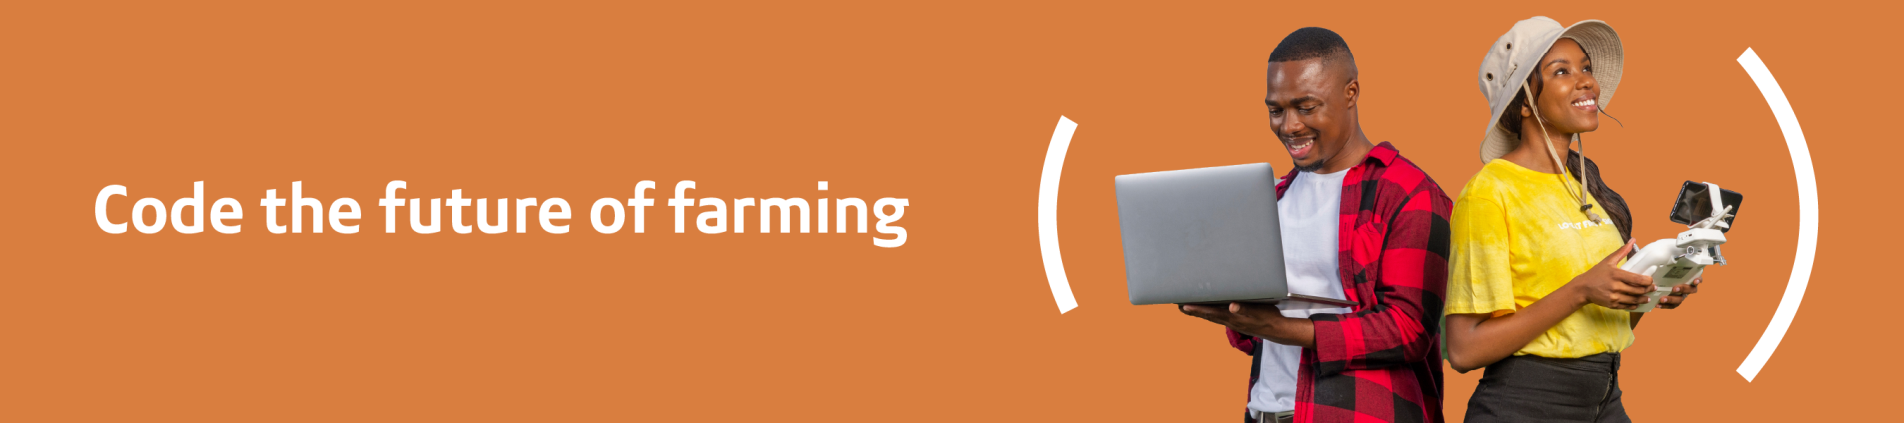 Code the future of farming